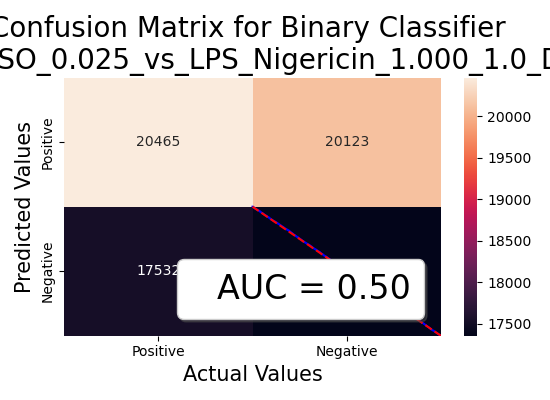 Confusion Matrix for Binary Classifier
SO_0.025_vs_LPS_Nigericin_1.000_1.0_D
Predicted Values
Positive
Negative
20465
20123
17532
AUC = 0.50
Positive
Negative
Actual Values
20000
19500
19000
18500
18000
17500